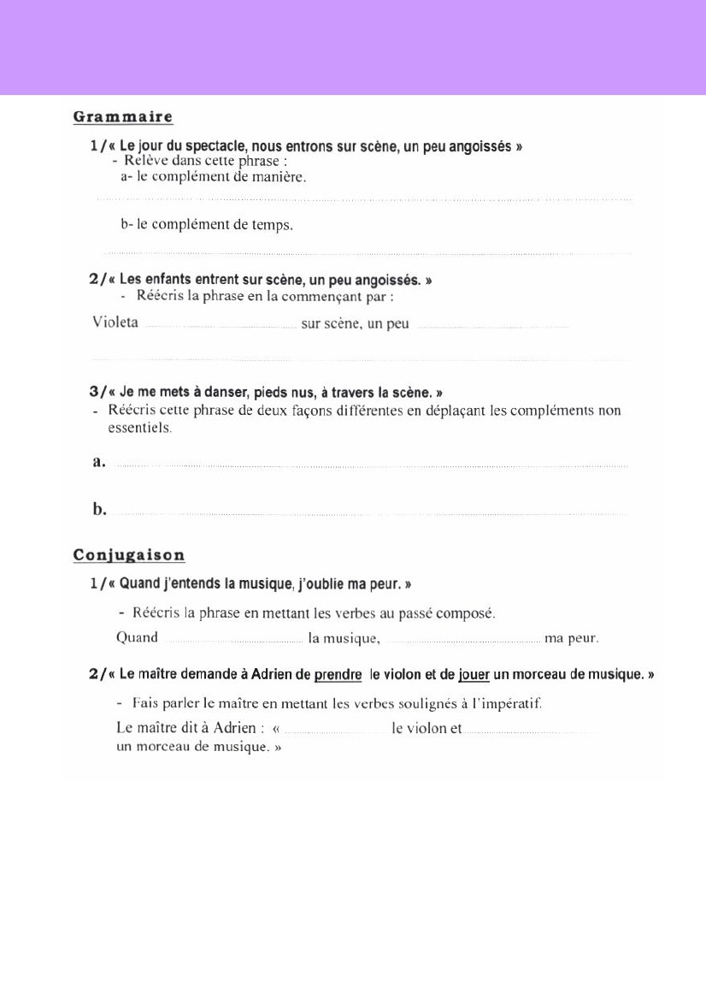 Grammaire
1/« Le jour du spectacle, nous entrons sur scène, un peu angoissés »
- Relève dans cette phrase :
a- le complément de manière.
b- le complément de temps.
2/« Les enfants entrent sur scène, un peu angoissés. »
- Réécris la phrase en la commençant par :
Violeta ........................ sur scène, un peu ........................
3/« Je me mets à danser, pieds nus, à travers la scène. »
- Réécris cette phrase de deux façons différentes en déplaçant les compléments non
essentiels.
a. ........................
b. ........................
Conjugaison
1/« Quand j'entends la musique, j'oublie ma peur. »
- Réécris la phrase en mettant les verbes au passé composé.
Quand ........................ la musique, ........................ ma peur.
2/« Le maître demande à Adrien de prendre le violon et de jouer un morceau de musique. »
- Fais parler le maître en mettant les verbes soulignés à l'impératif.
Le maître dit à Adrien : « ........................ le violon et ........................
un morceau de musique. »